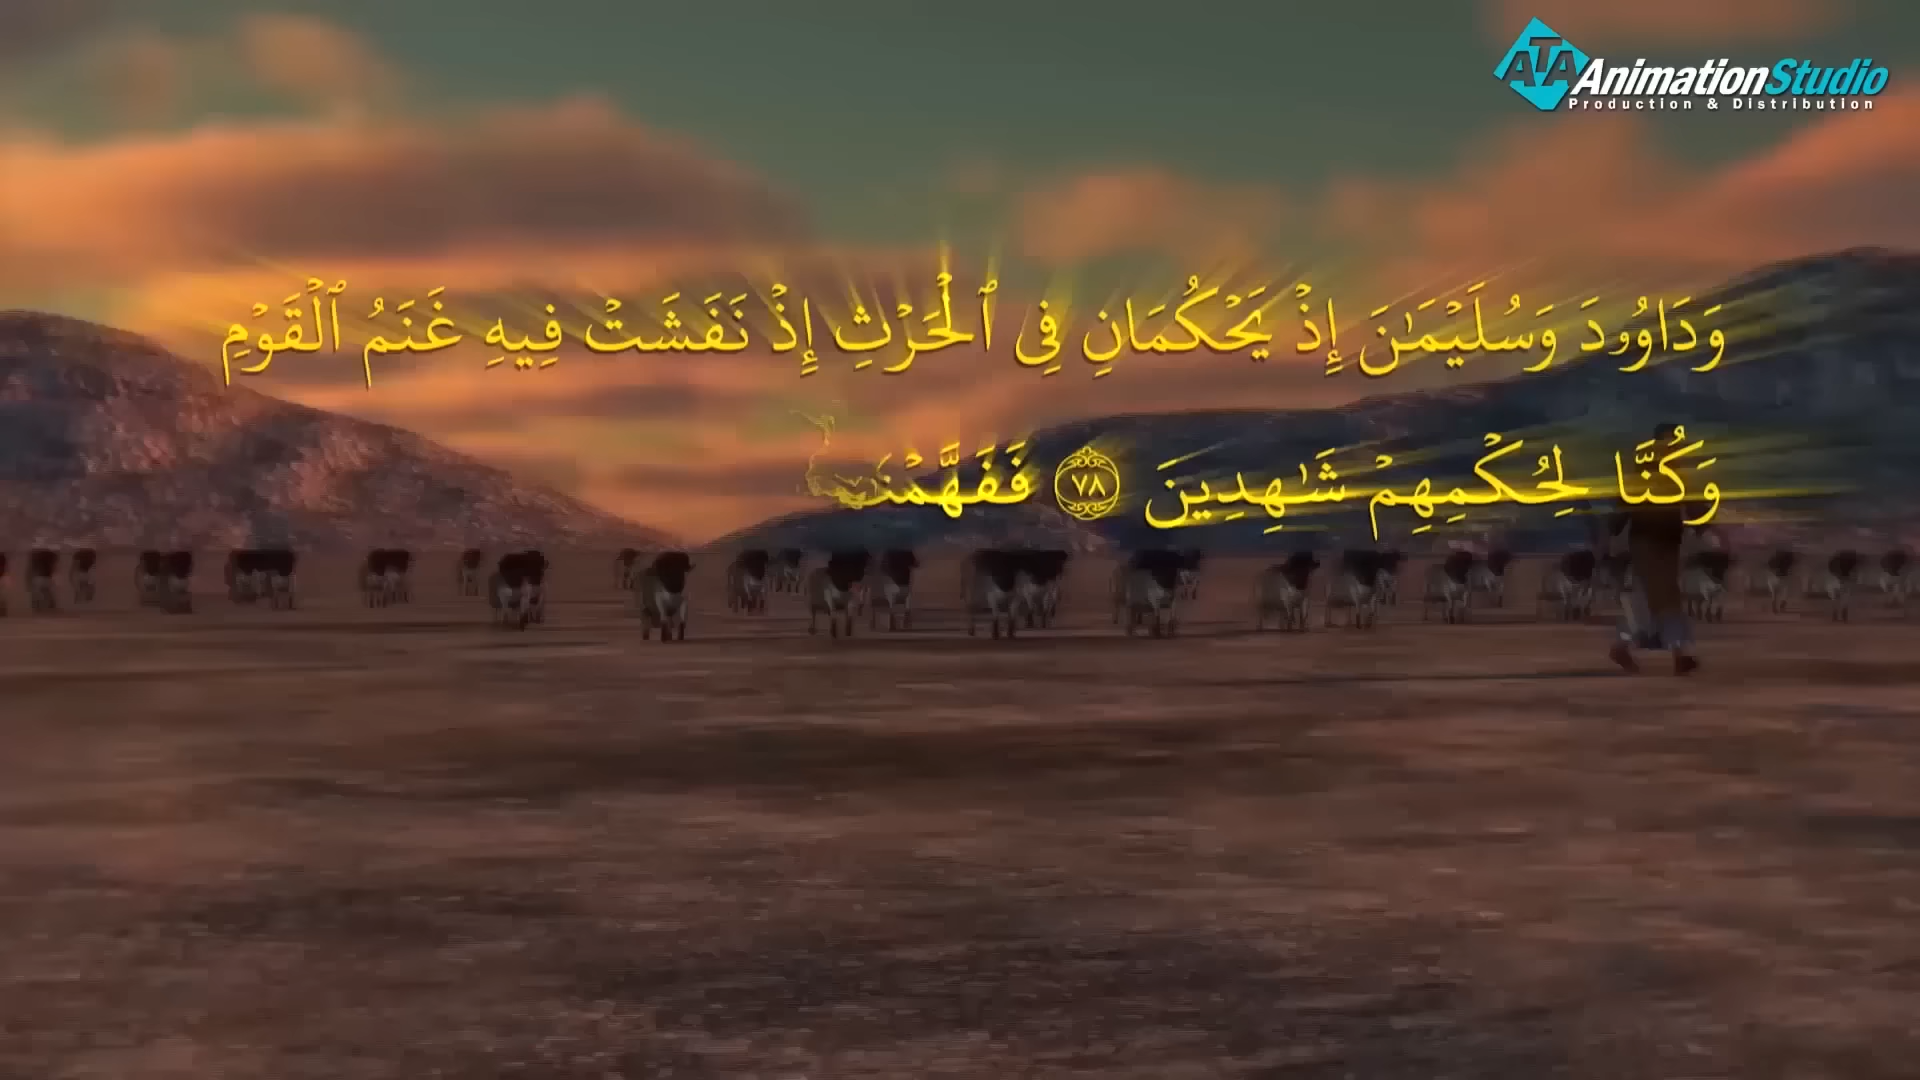 ATA AnimationStudio
Production & Distribution
وَدَاوُۥدَ وَسُلَيْمَـٰنَ إِذْ يَحْكُمَانِ فِى ٱلْحَرْثِ إِذْ نَفَشَتْ فِيهِ غَنَمُ ٱلْقَوْمِ
وَكُنَّا لِحُكْمِهِمْ شَـٰهِدِينَ ٧٨